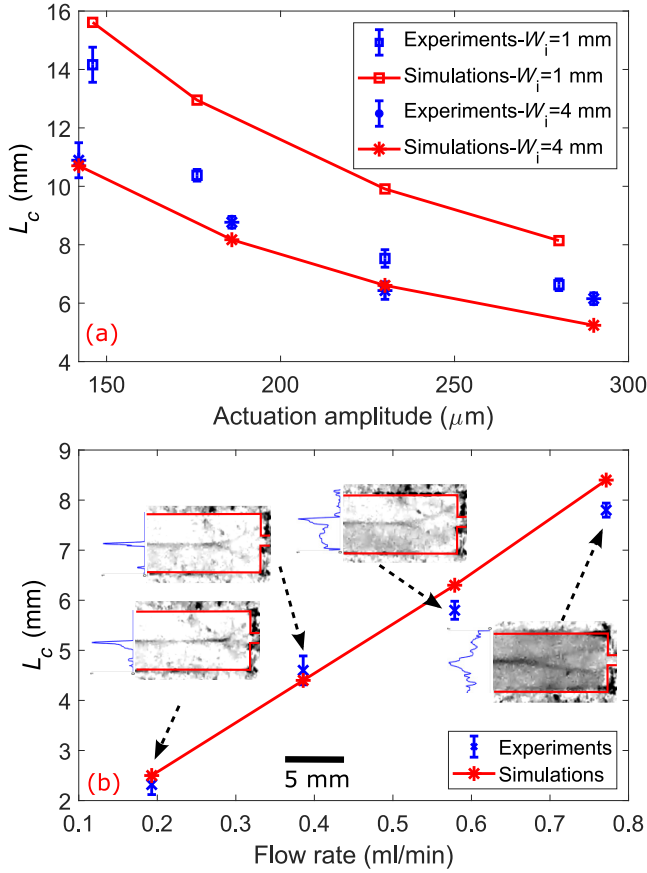 16
14
12
10
8
6
4
L_c (mm)
Experiments-W_i=1 mm
Simulations-W_i=1 mm
Experiments-W_i=4 mm
Simulations-W_i=4 mm
(a)
150 200 250 300
Actuation amplitude (μm)
9
8
7
6
5
4
3
2
L_c (mm)
5 mm
Experiments
Simulations
(b)
0.1 0.2 0.3 0.4 0.5 0.6 0.7 0.8
Flow rate (ml/min)